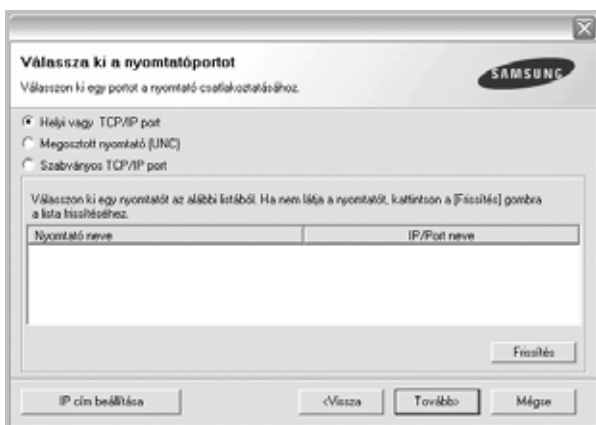 Válassza ki a nyomtatóportot
Válasszon ki egy portot a nyomtató csatlakoztatásához.
SAMSUNG
Helyi vagy TCP/IP port
Megosztott nyomtató (UNC)
Szabványos TCP/IP port
Válasszon ki egy nyomtatót az alábbi listából. Ha nem látja a nyomtatót, kattintson a [Frissítés] gombra
a lista frissítéséhez.
Nyomtató neve IP/Port neve
Frissítés
IP cím beállítása <Vissza Tovább> Mégse